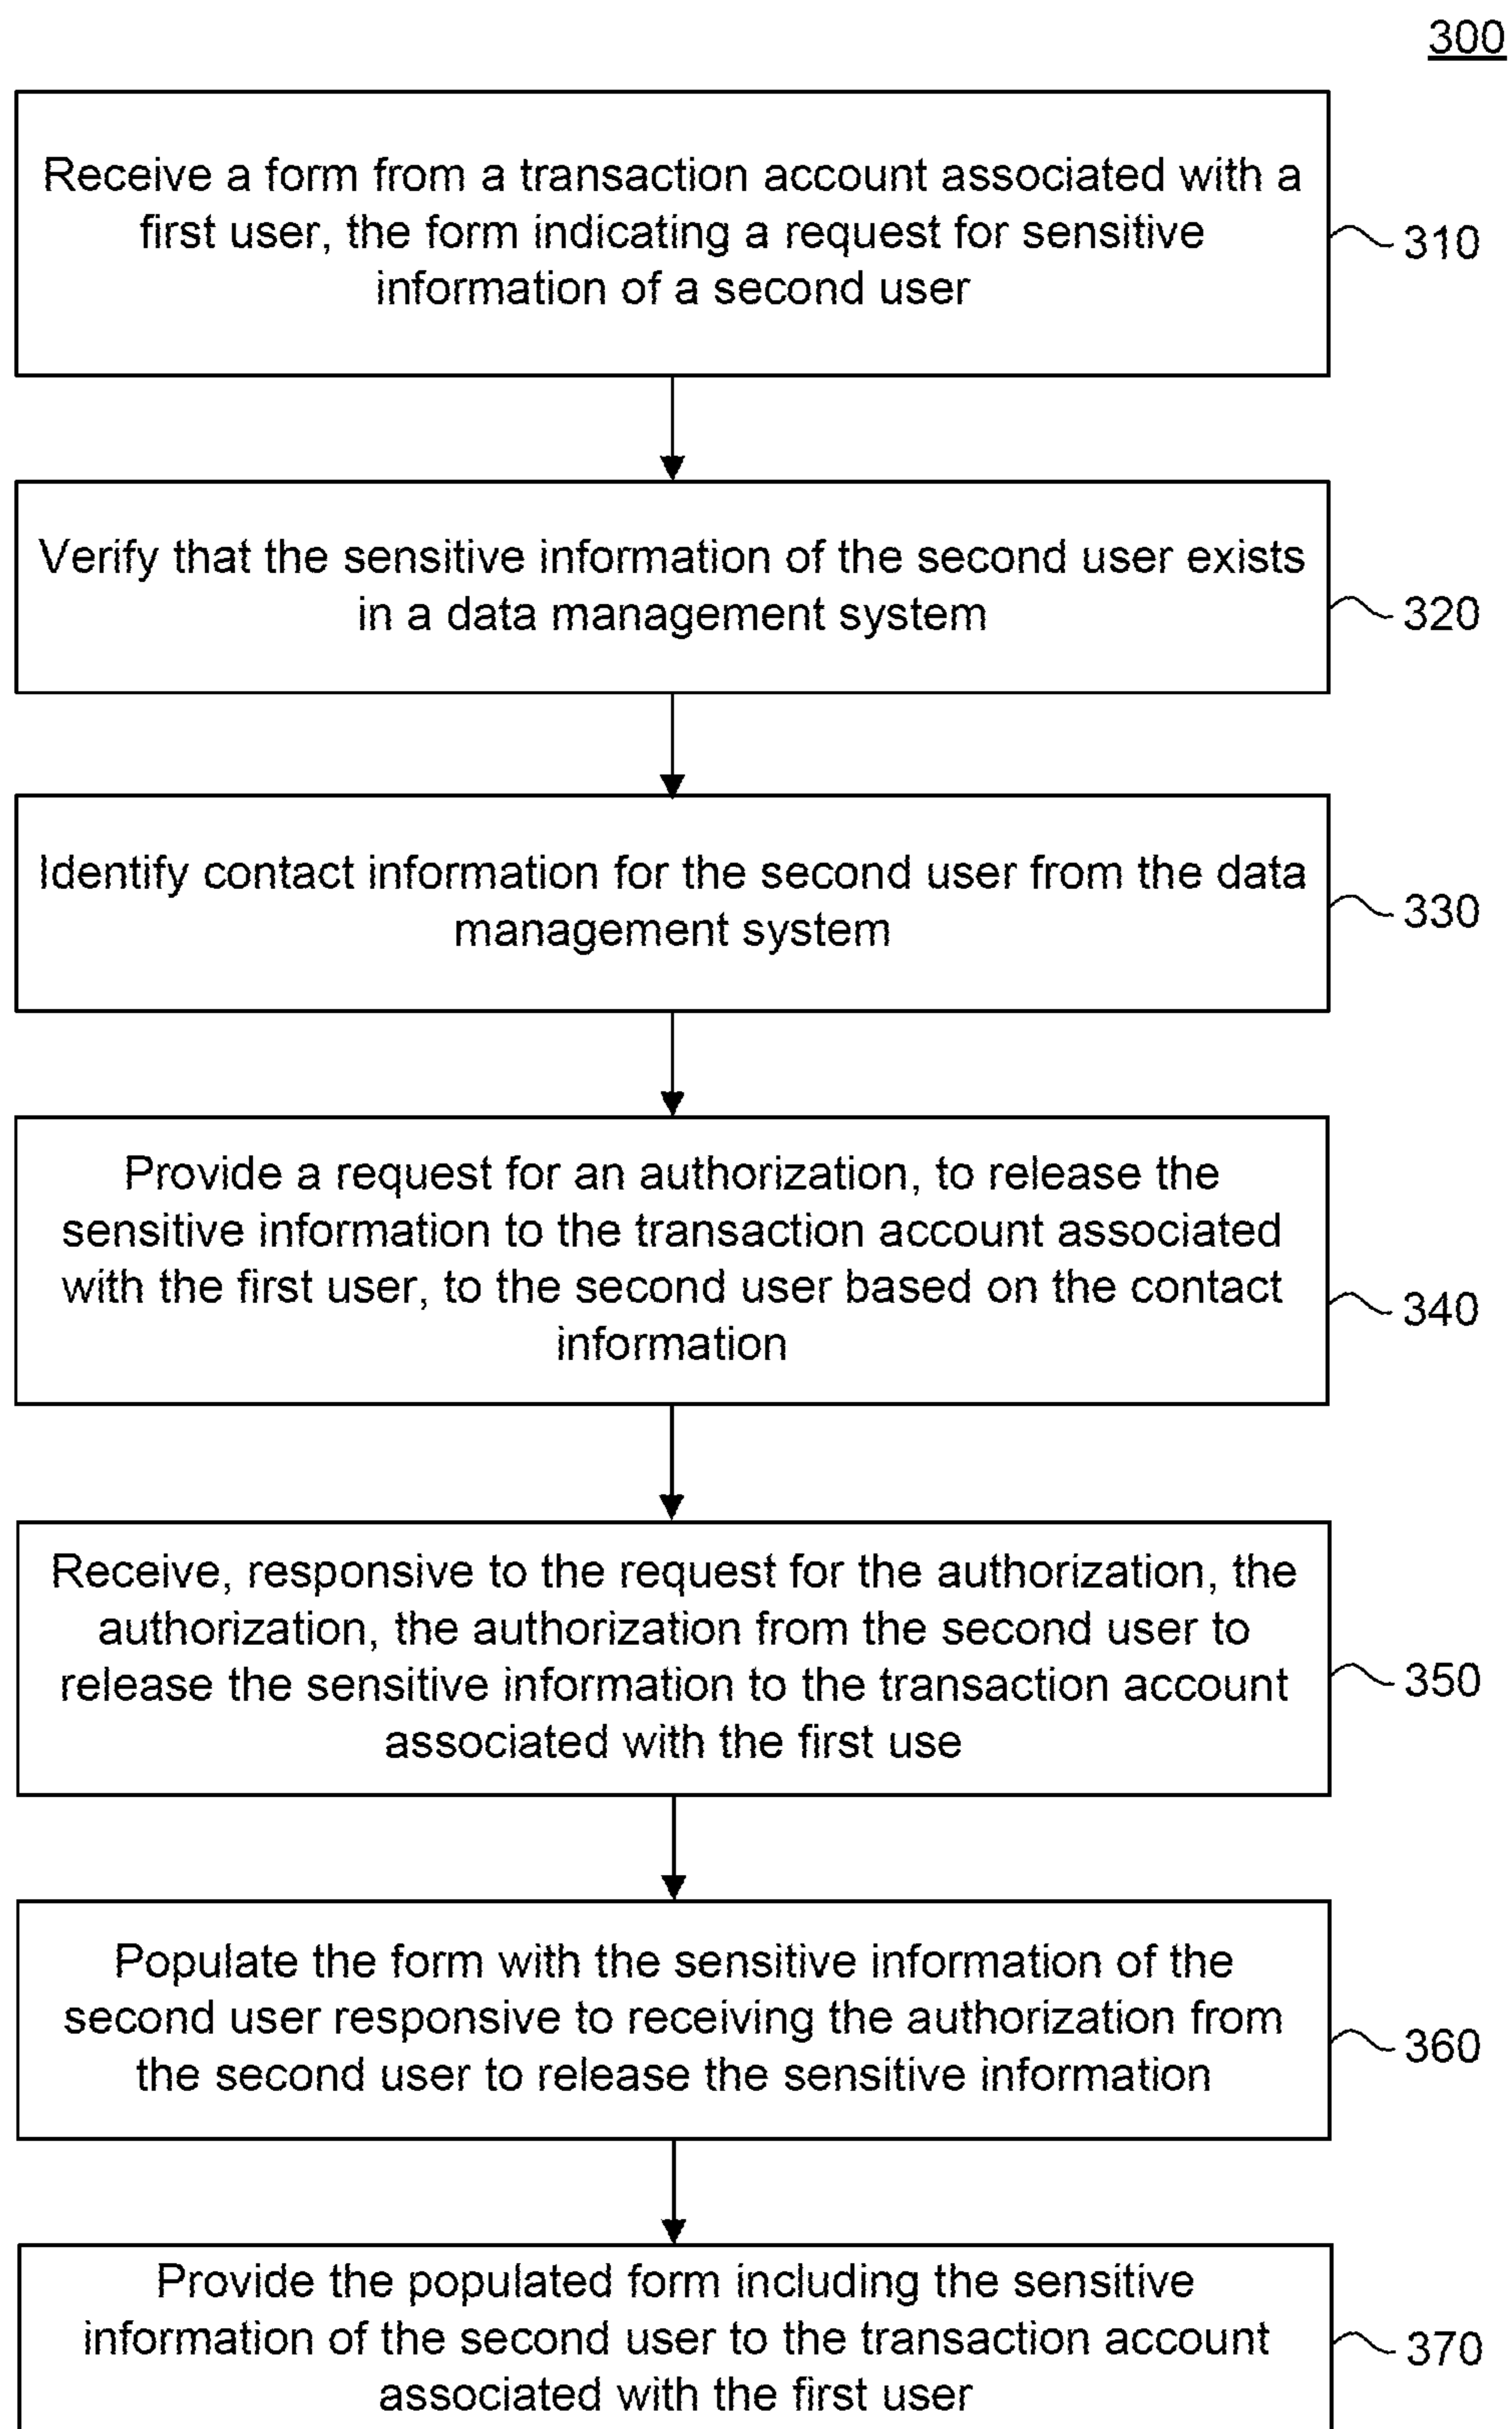 300
Receive a form from a transaction account associated with a
first user, the form indicating a request for sensitive
information of a second user
310
Verify that the sensitive information of the second user exists
in a data management system
320
Identify contact information for the second user from the data
management system
330
Provide a request for an authorization, to release the
sensitive information to the transaction account associated
with the first user, to the second user based on the contact
information
340
Receive, responsive to the request for the authorization, the
authorization, the authorization from the second user to
release the sensitive information to the transaction account
associated with the first use
350
Populate the form with the sensitive information of the
second user responsive to receiving the authorization from
the second user to release the sensitive information
360
Provide the populated form including the sensitive
information of the second user to the transaction account
associated with the first user
370